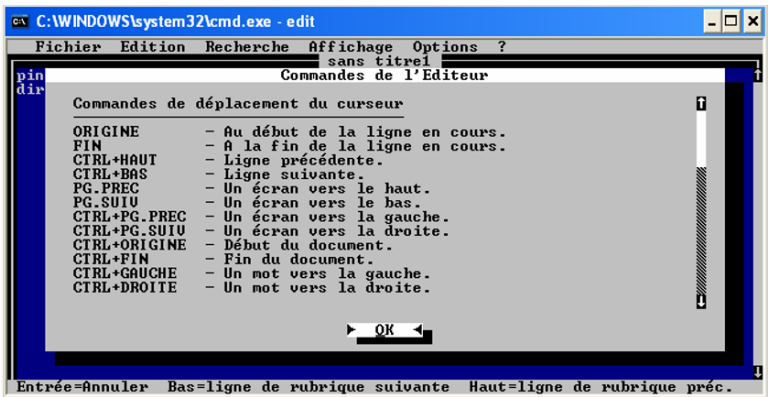 C:\WINDOWS\system32\cmd.exe - edit
Fichier Edition Recherche Affichage Options ?
sans titre1
pin
dir
Commandes de l'Editeur
Commandes de déplacement du curseur
ORIGINE - Au début de la ligne en cours.
FIN - A la fin de la ligne en cours.
CTRL+HAUT - Ligne précédente.
CTRL+BAS - Ligne suivante.
PG.PREC - Un écran vers le haut.
PG.SUIV - Un écran vers le bas.
CTRL+PG.PREC - Un écran vers la gauche.
CTRL+PG.SUIV - Un écran vers la droite.
CTRL+ORIGINE - Début du document.
CTRL+FIN - Fin du document.
CTRL+GAUCHE - Un mot vers la gauche.
CTRL+DROITE - Un mot vers la droite.
OK
Entrée=Annuler Bas=ligne de rubrique suivante Haut=ligne de rubrique préc.